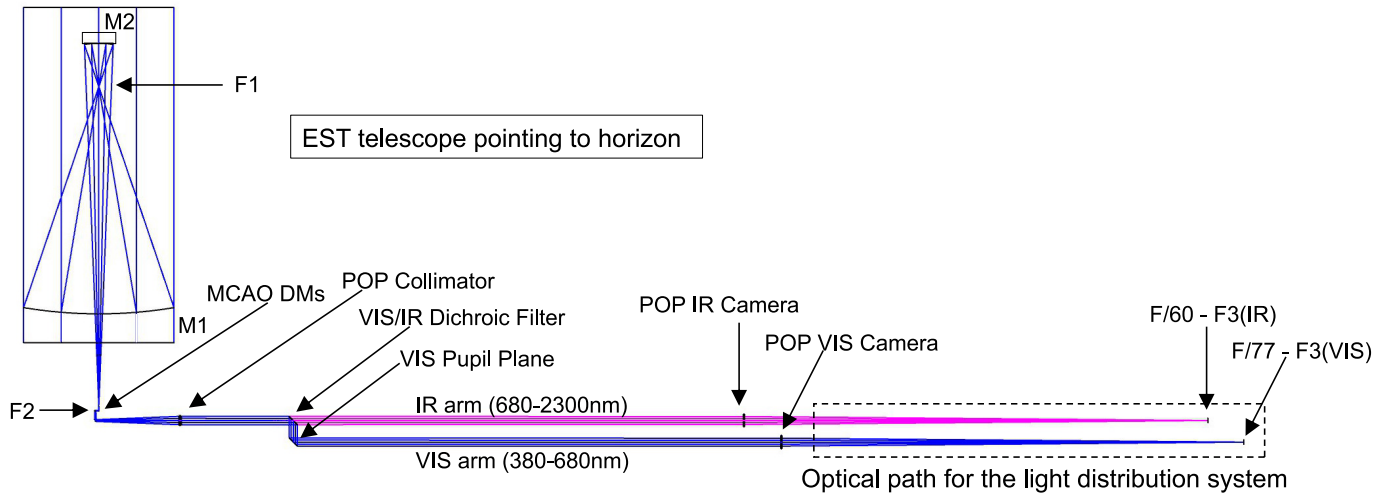 M2
F1
EST telescope pointing to horizon
MCAO DMs
POP Collimator
M1
VIS/IR Dichroic Filter
VIS Pupil Plane
POP IR Camera
POP VIS Camera
F/60 - F3(IR)
F/77 - F3(VIS)
F2
IR arm (680-2300nm)
VIS arm (380-680nm)
Optical path for the light distribution system